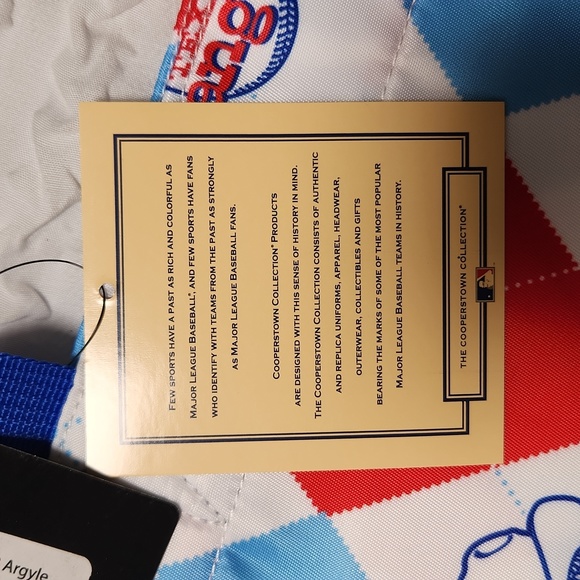 Few sports have a past as rich and colorful as
Major League Baseball®, and few sports have fans
who identify with teams from the past as strongly
as Major League Baseball fans.
Cooperstown Collection® Products
are designed with this sense of history in mind.
The Cooperstown Collection consists of authentic
and replica uniforms, apparel, headwear,
outerwear, collectibles and gifts
bearing the marks of some of the most popular
Major League Baseball teams in history.
THE COOPERSTOWN COLLECTION®
Argyle